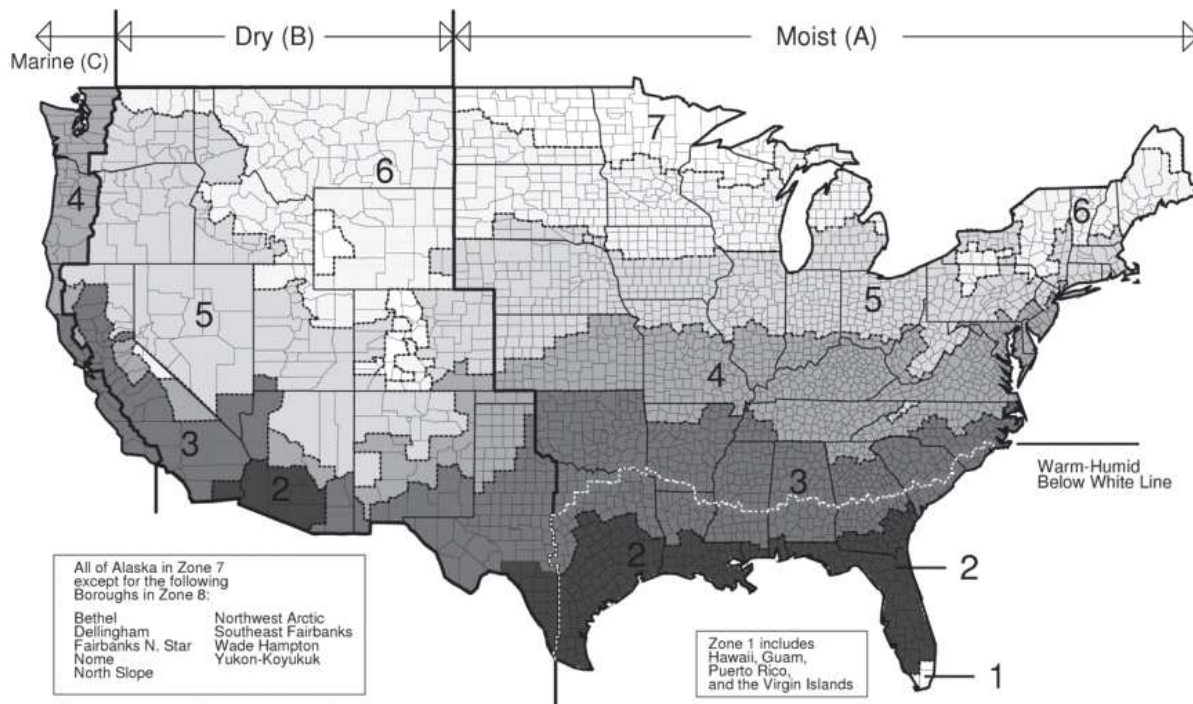 Marine (C)
Dry (B)
Moist (A)
7
6
4
6
5
5
4
3
3
2
2
Warm-Humid
Below White Line
2
1
All of Alaska in Zone 7
except for the following
Boroughs in Zone 8:
Bethel
Dellingham
Fairbanks N. Star
Nome
North Slope
Northwest Arctic
Southeast Fairbanks
Wade Hampton
Yukon-Koyukuk
Zone 1 includes
Hawaii, Guam,
Puerto Rico,
and the Virgin Islands